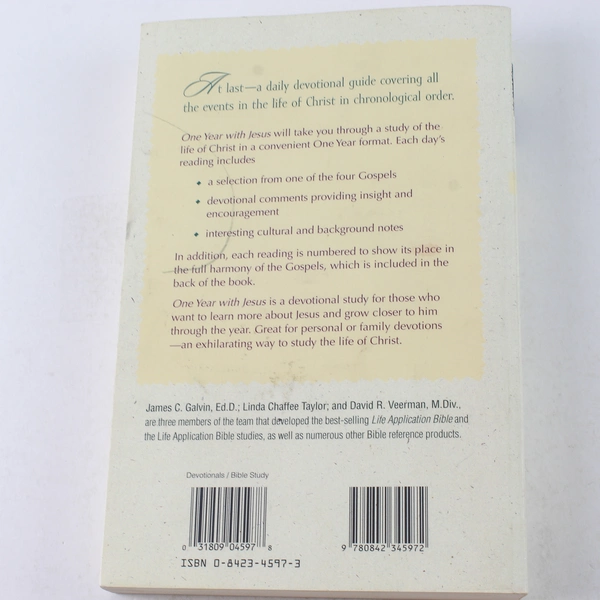 At last—a daily devotional guide covering all
the events in the life of Christ in chronological order.
One Year with Jesus will take you through a study of the
life of Christ in a convenient One Year format. Each day's
reading includes
◆ a selection from one of the four Gospels
◆ devotional comments providing insight and
encouragement
◆ interesting cultural and background notes
In addition, each reading is numbered to show its place in
the full harmony of the Gospels, which is included in the
back of the book.
One Year with Jesus is a devotional study for those who
want to learn more about Jesus and grow closer to him
through the year. Great for personal or family devotions
—an exhilarating way to study the life of Christ.
James C. Galvin, Ed.D.; Linda Chaffee Taylor; and David R. Veerman, M.Div.,
are three members of the team that developed the best-selling Life Application Bible and
the Life Application Bible studies, as well as numerous other Bible reference products.
Devotionals / Bible Study
0 31809 04597 8
9 780842 345972
ISBN 0-8423-4597-3